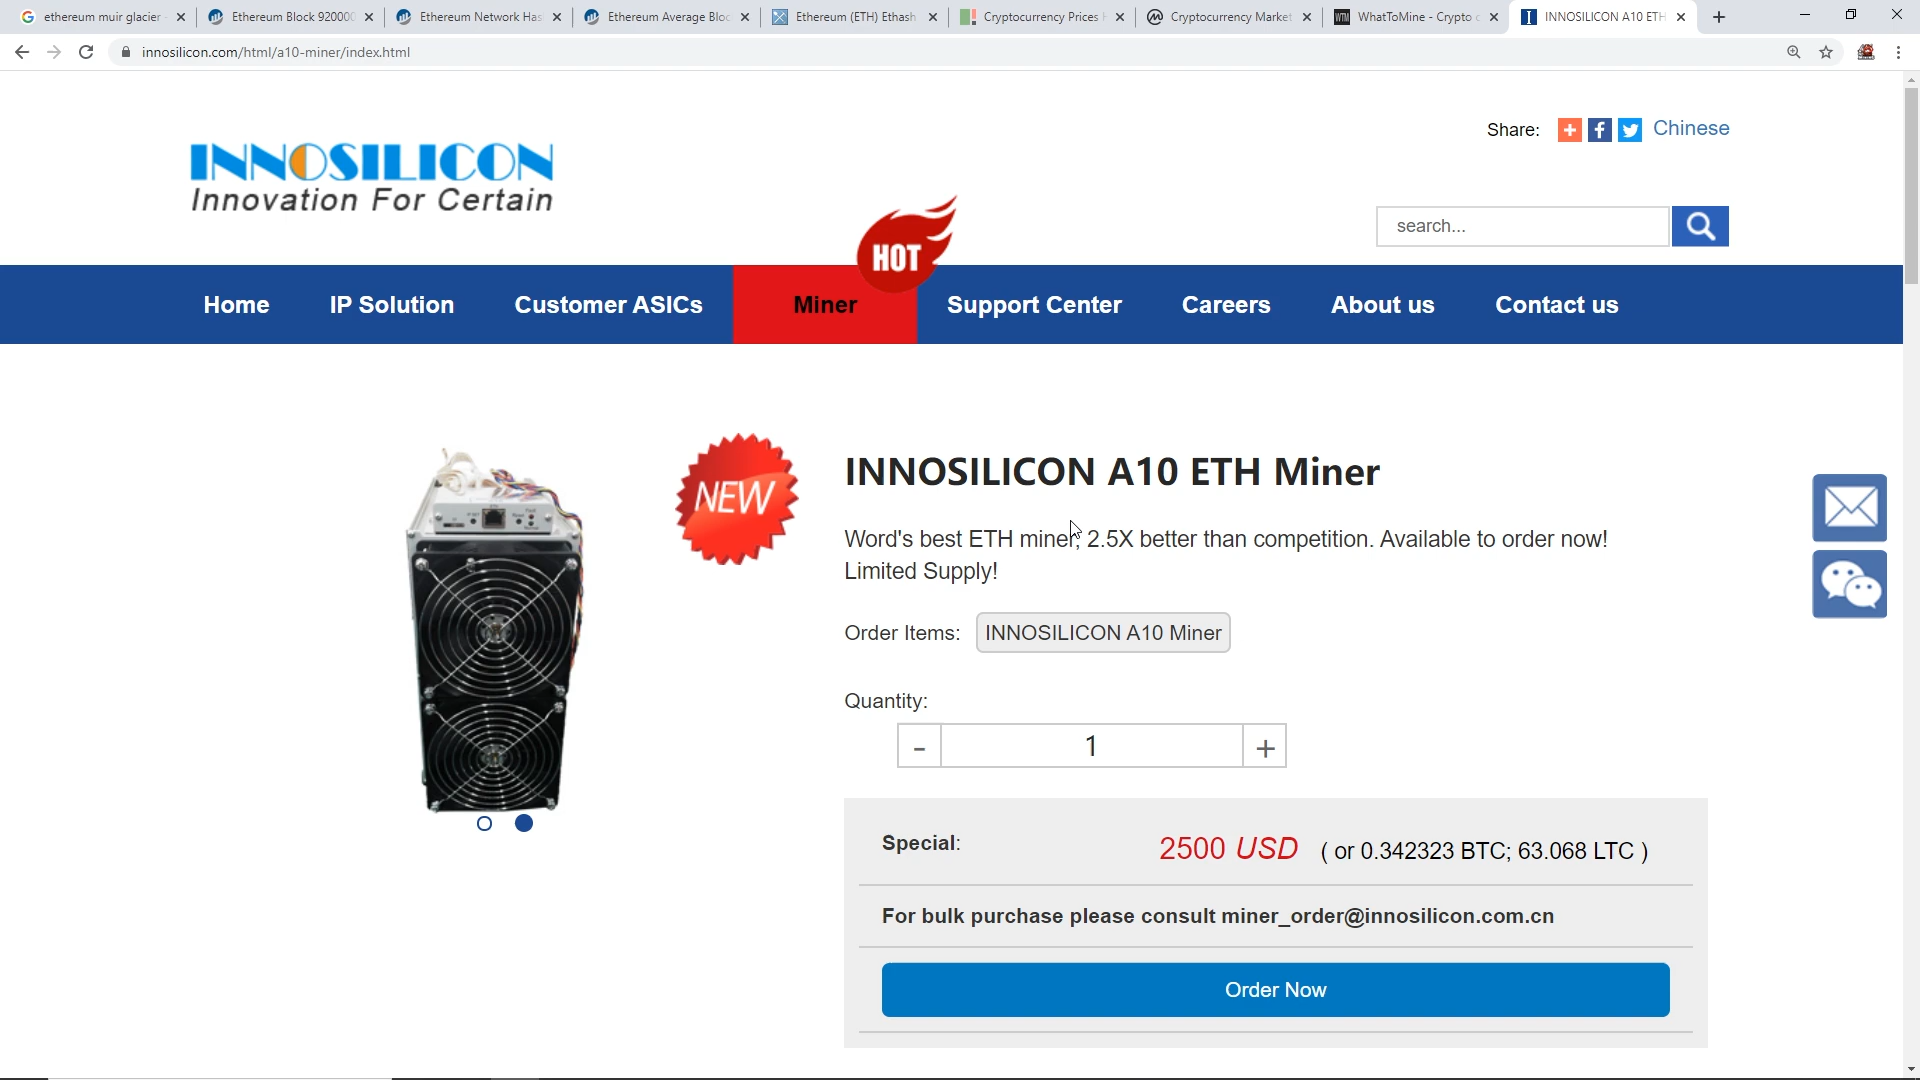 ethereum muir glacier
Ethereum Block 920000
Ethereum Network Has
Ethereum Average Bloc
Ethereum (ETH) Ethash
Cryptocurrency Prices
Cryptocurrency Market
WTM WhatToMine - Crypto
INNOSILICON A10 ETH
innosilicon.com/html/a10-miner/index.html
Share: Chinese
INNOSILICON
Innovation For Certain
search...
HOT
Home IP Solution Customer ASICs Miner Support Center Careers About us Contact us
NEW
INNOSILICON A10 ETH Miner
Word's best ETH miner, 2.5X better than competition. Available to order now!
Limited Supply!
Order Items: INNOSILICON A10 Miner
Quantity:
- 1 +
Special: 2500 USD ( or 0.342323 BTC; 63.068 LTC )
For bulk purchase please consult miner_order@innosilicon.com.cn
Order Now